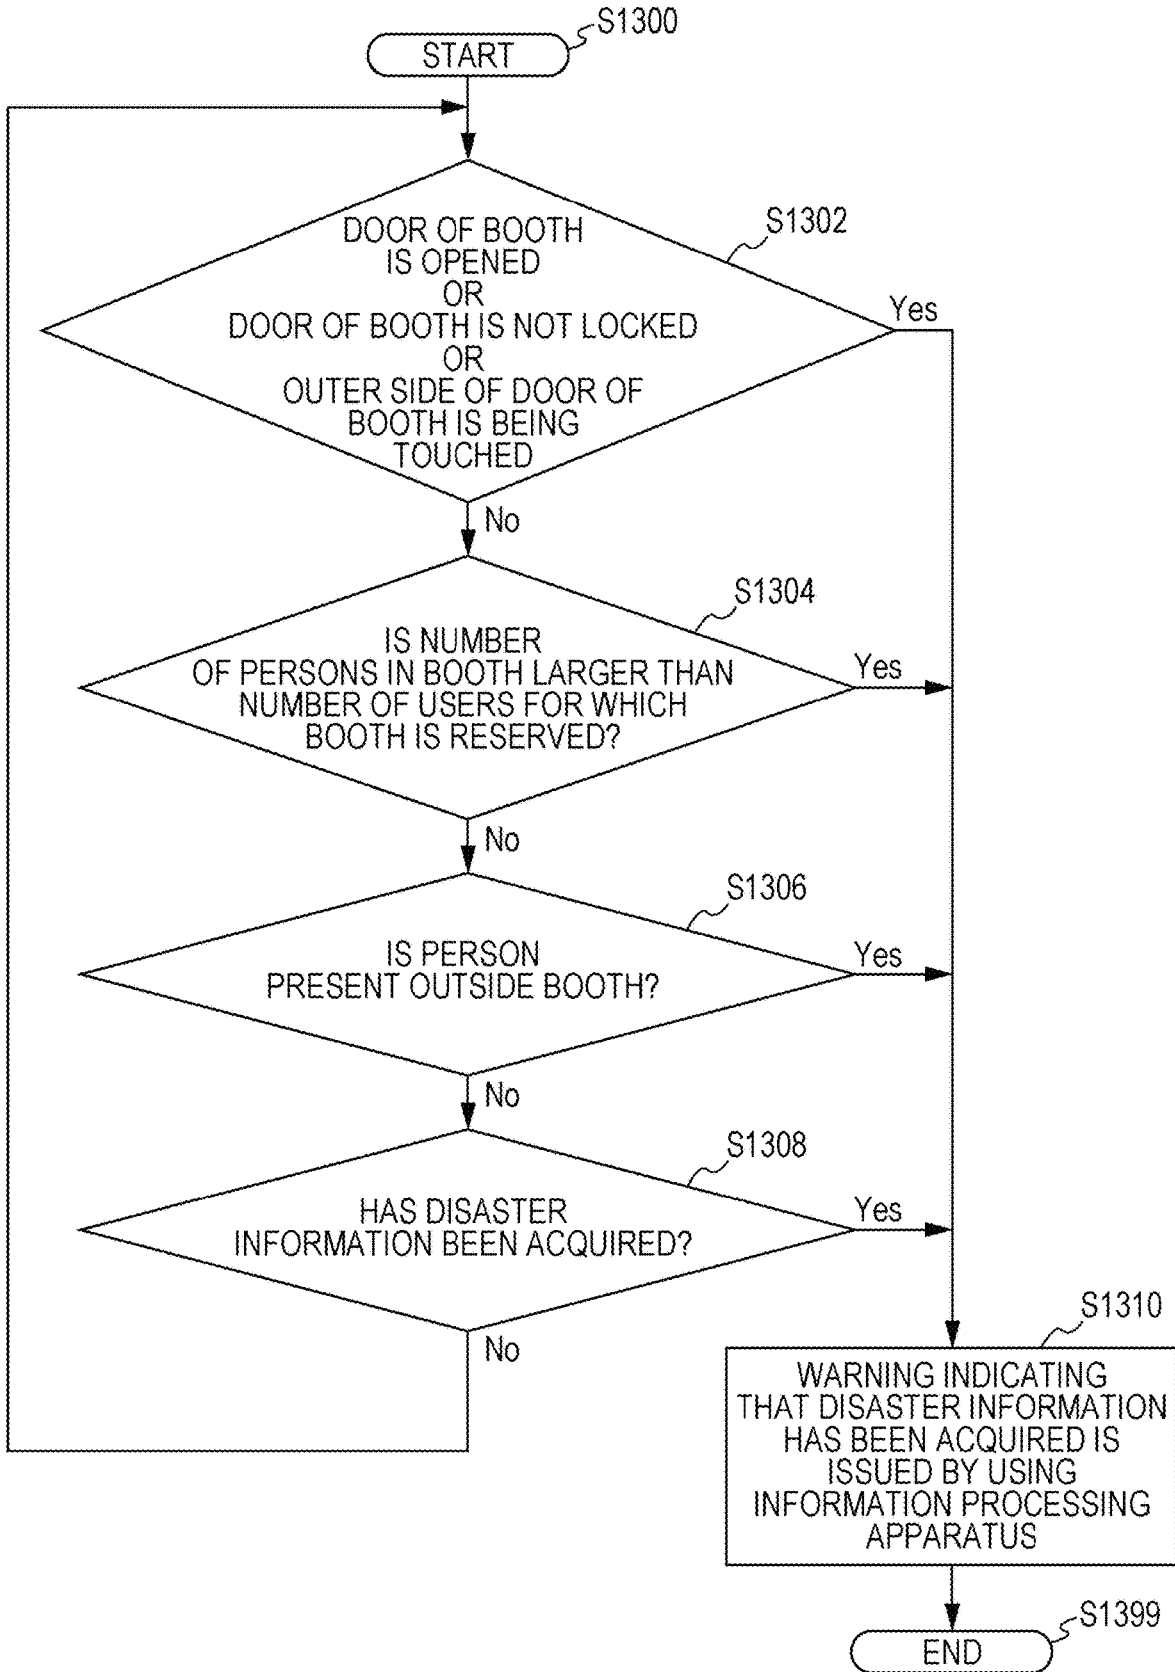 S1300
START
S1302
DOOR OF BOOTH
IS OPENED
OR
DOOR OF BOOTH IS NOT LOCKED
OR
OUTER SIDE OF DOOR OF
BOOTH IS BEING
TOUCHED
Yes
No
S1304
IS NUMBER
OF PERSONS IN BOOTH LARGER THAN
NUMBER OF USERS FOR WHICH
BOOTH IS RESERVED?
Yes
No
S1306
IS PERSON
PRESENT OUTSIDE BOOTH?
Yes
No
S1308
HAS DISASTER
INFORMATION BEEN ACQUIRED?
Yes
No
S1310
WARNING INDICATING
THAT DISASTER INFORMATION
HAS BEEN ACQUIRED IS
ISSUED BY USING
INFORMATION PROCESSING
APPARATUS
S1399
END